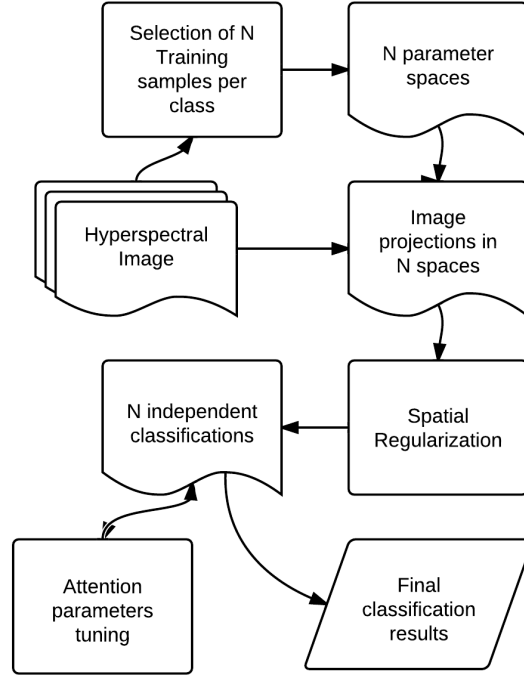 Selection of N
Training
samples per
class
N parameter
spaces
Hyperspectral
Image
Image
projections in
N spaces
N independent
classifications
Spatial
Regularization
Attention
parameters
tuning
Final
classification
results